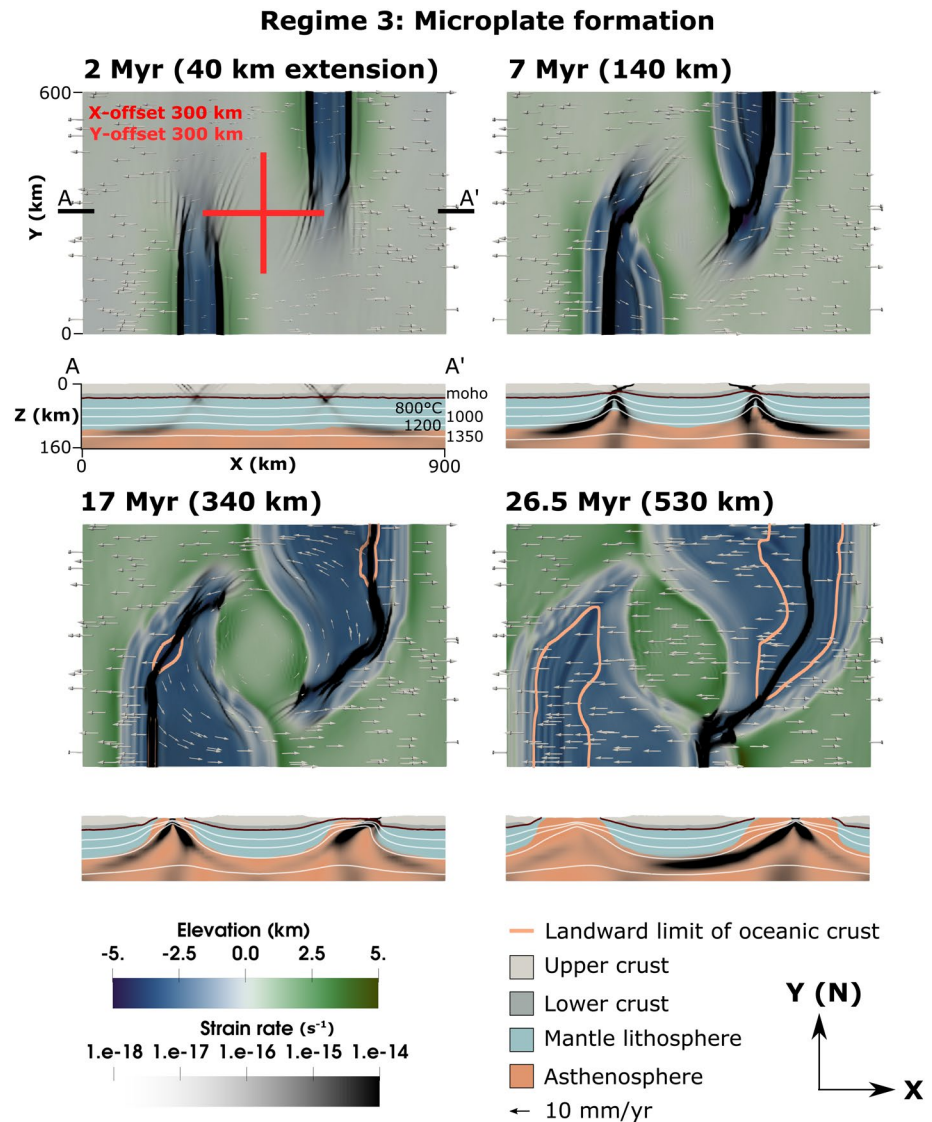 Regime 3: Microplate formation
2 Myr (40 km extension)
7 Myr (140 km)
600
X-offset 300 km
Y-offset 300 km
Y (km)
A
A'
0
A
A'
0
moho
Z (km)
800°C
1000
1200
1350
160
0
X (km)
900
17 Myr (340 km)
26.5 Myr (530 km)
Elevation (km)
-5. -2.5 0.0 2.5 5.
Strain rate (s⁻¹)
1.e-18 1.e-17 1.e-16 1.e-15 1.e-14
Landward limit of oceanic crust
Upper crust
Lower crust
Mantle lithosphere
Asthenosphere
10 mm/yr
Y (N)
X